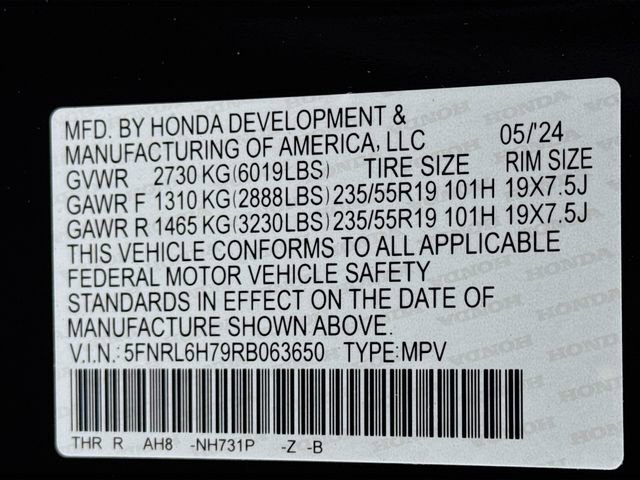 MFD. BY HONDA DEVELOPMENT &
MANUFACTURING OF AMERICA, LLC 05/'24
GVWR 2730 KG(6019LBS) TIRE SIZE RIM SIZE
GAWR F 1310 KG(2888LBS) 235/55R19 101H 19X7.5J
GAWR R 1465 KG(3230LBS) 235/55R19 101H 19X7.5J
THIS VEHICLE CONFORMS TO ALL APPLICABLE
FEDERAL MOTOR VEHICLE SAFETY
STANDARDS IN EFFECT ON THE DATE OF
MANUFACTURE SHOWN ABOVE.
V.I.N.: 5FNRL6H79RB063650 TYPE:MPV
THR R AH8 -NH731P -Z -B